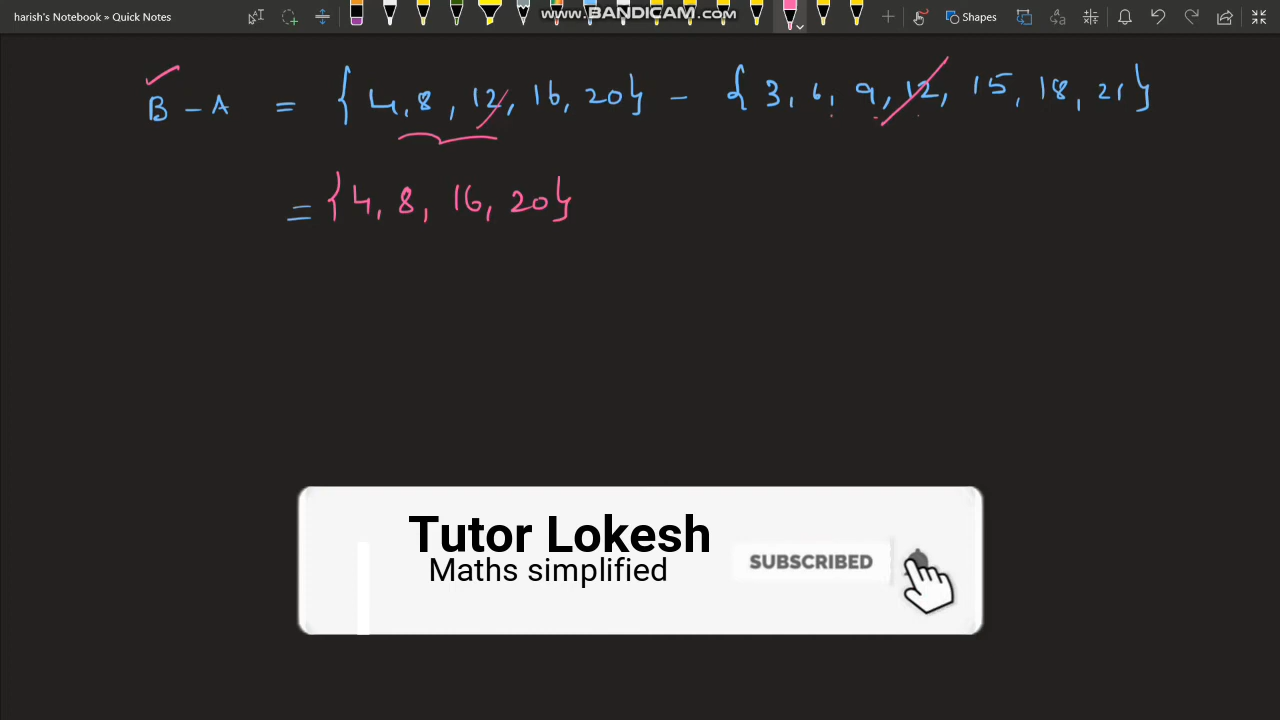 harish's Notebook » Quick Notes
www.BANDICAM.com
Shapes
B - A = {4, 8, 12, 16, 20} - {3, 6, 9, 12, 15, 18, 21}
= {4, 8, 16, 20}
Tutor Lokesh
Maths simplified
SUBSCRIBED